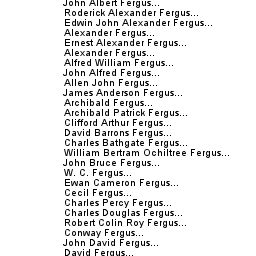 John Albert Fergus...
Roderick Alexander Fergus...
Edwin John Alexander Fergus...
Alexander Fergus...
Ernest Alexander Fergus...
Alexander Fergus...
Alfred William Fergus...
John Alfred Fergus...
Allen John Fergus...
James Anderson Fergus...
Archibald Fergus...
Archibald Patrick Fergus...
Clifford Arthur Fergus...
David Barrons Fergus...
Charles Bathgate Fergus...
William Bertram Ochiltree Fergus...
John Bruce Fergus...
W. C. Fergus...
Ewan Cameron Fergus...
Cecil Fergus...
Charles Percy Fergus...
Charles Douglas Fergus...
Robert Colin Roy Fergus...
Conway Fergus...
John David Fergus...
David Fergus...